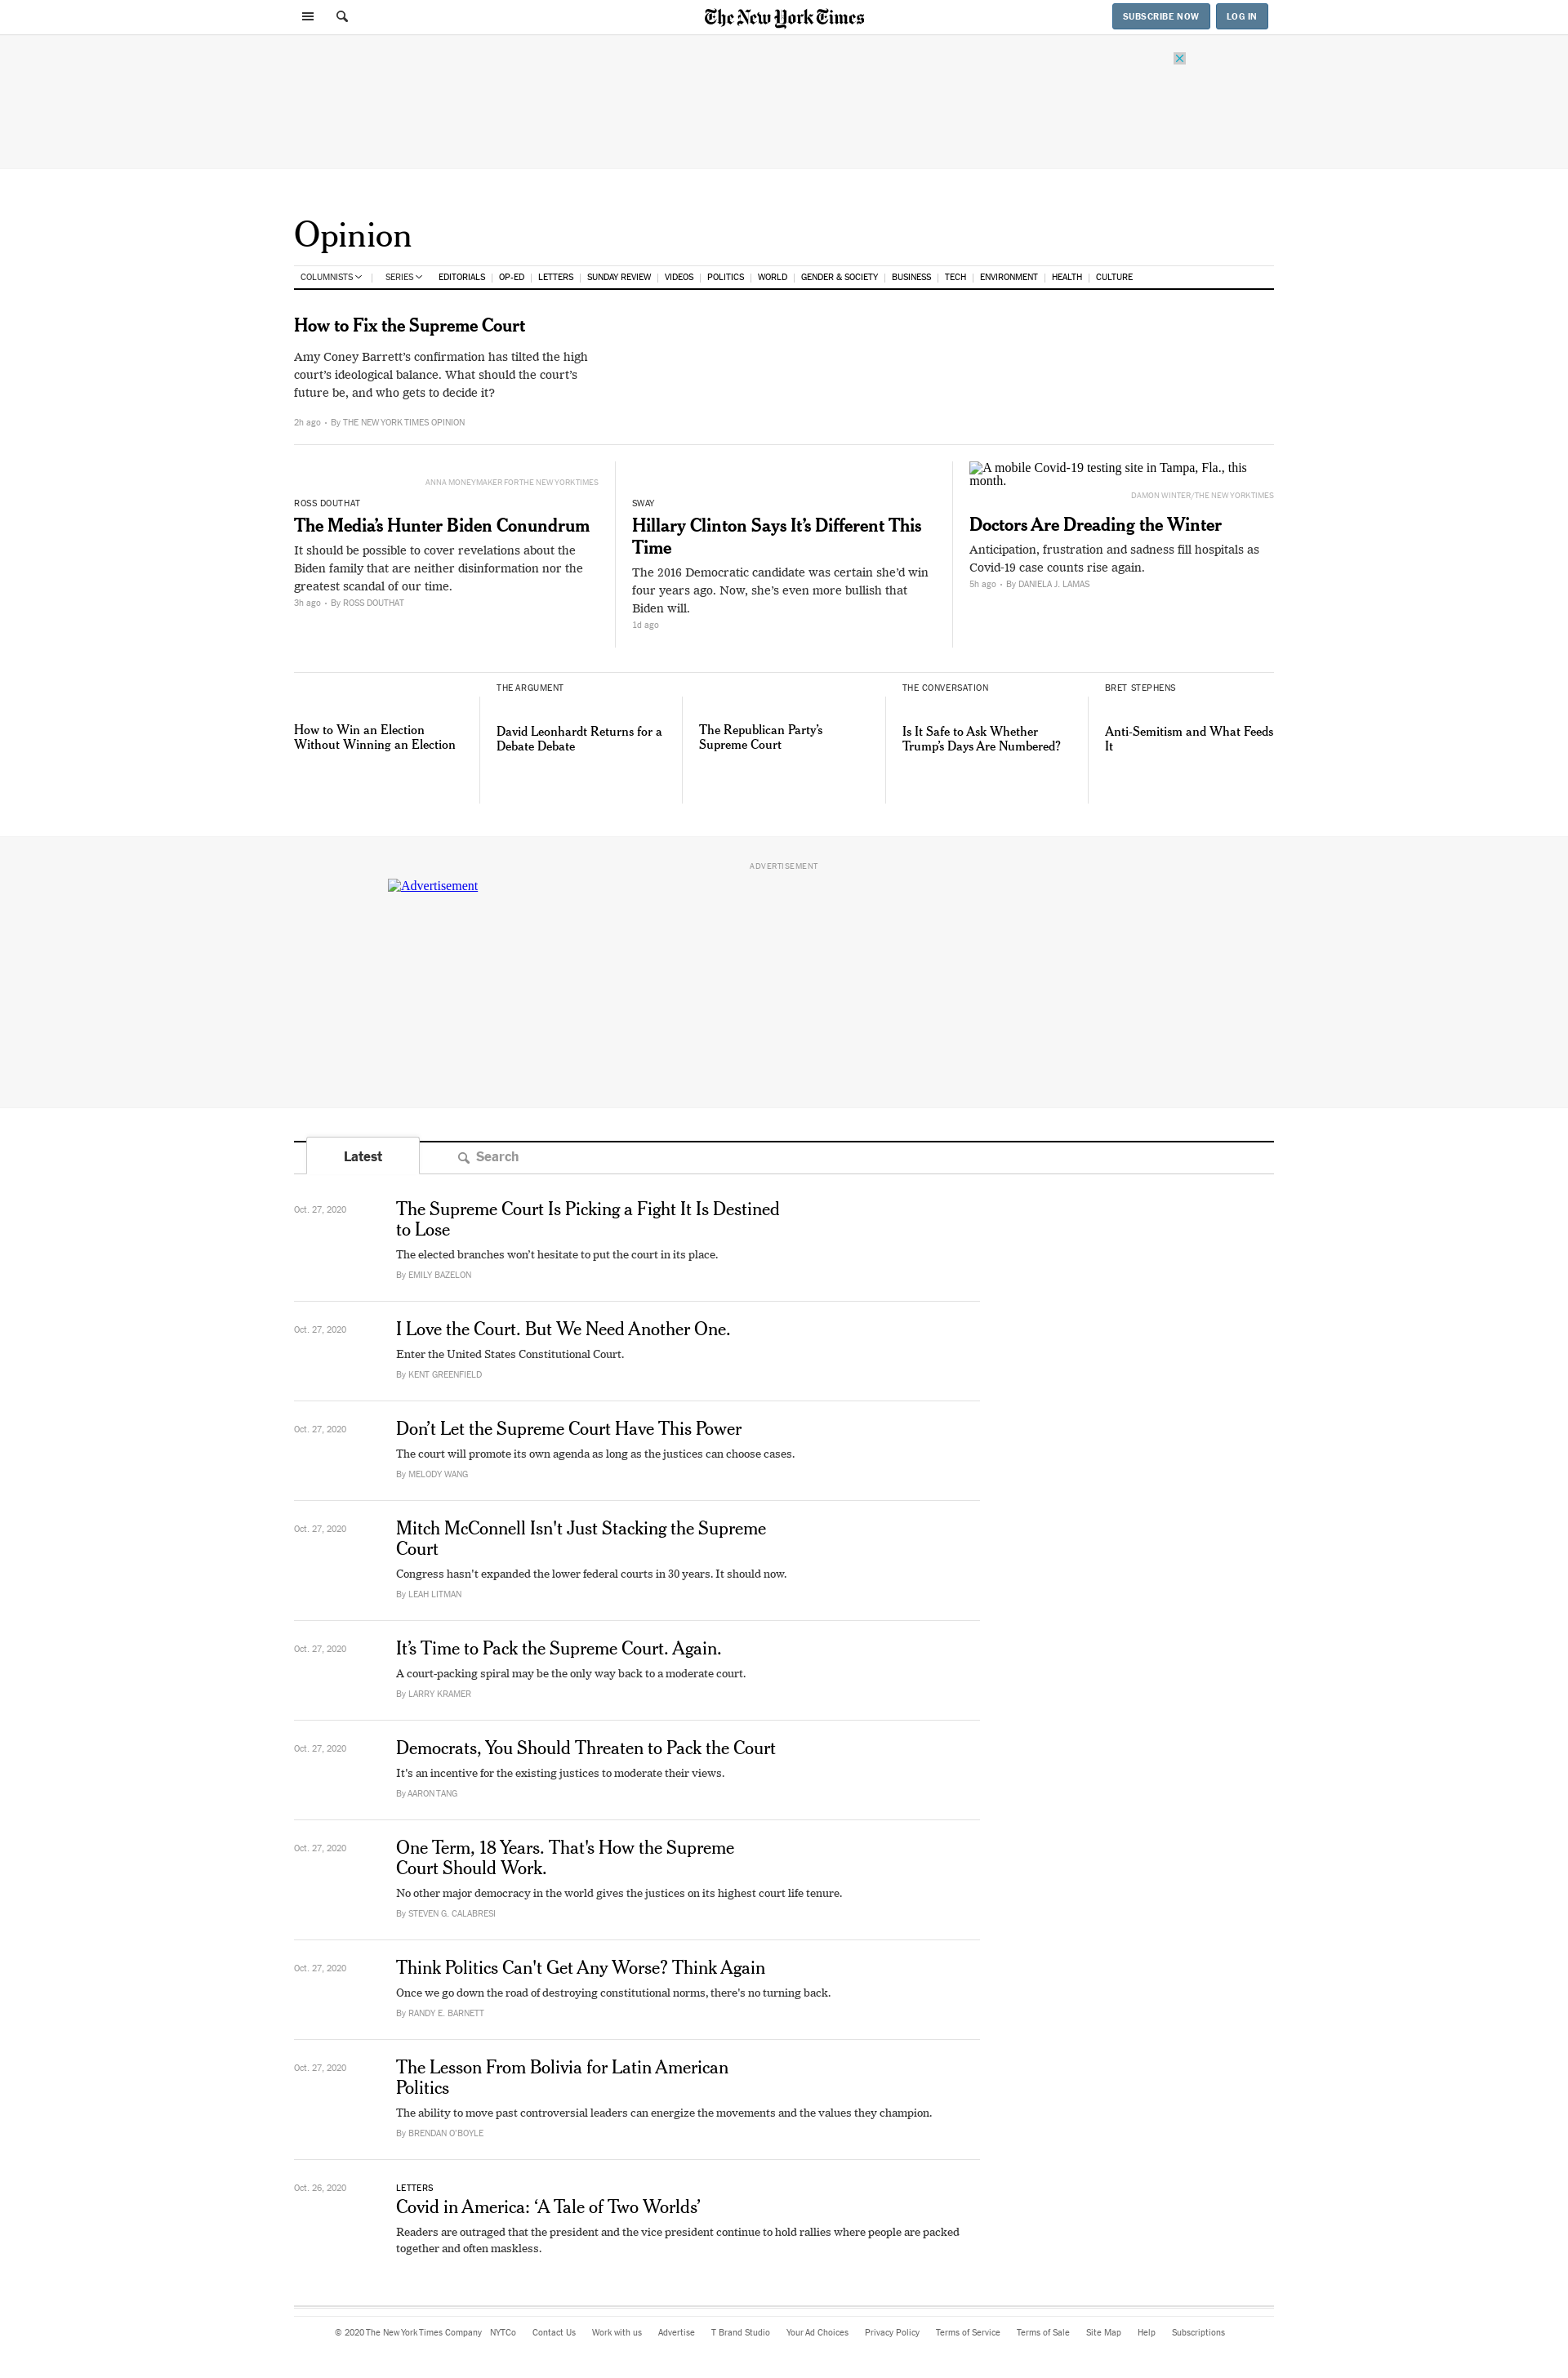 The New York Times
SUBSCRIBE NOW
LOG IN
Opinion
COLUMNISTS | SERIES EDITORIALS | OP-ED | LETTERS | SUNDAY REVIEW | VIDEOS | POLITICS | WORLD | GENDER & SOCIETY | BUSINESS | TECH | ENVIRONMENT | HEALTH | CULTURE
How to Fix the Supreme Court
Amy Coney Barrett’s confirmation has tilted the high
court’s ideological balance. What should the court’s
future be, and who gets to decide it?
2h ago • By THE NEW YORK TIMES OPINION
ANNA MONEYMAKER FOR THE NEW YORK TIMES
ROSS DOUTHAT
The Media’s Hunter Biden Conundrum
It should be possible to cover revelations about the
Biden family that are neither disinformation nor the
greatest scandal of our time.
3h ago • By ROSS DOUTHAT
SWAY
Hillary Clinton Says It’s Different This
Time
The 2016 Democratic candidate was certain she’d win
four years ago. Now, she’s even more bullish that
Biden will.
1d ago
A mobile Covid-19 testing site in Tampa, Fla., this
month.
DAMON WINTER/THE NEW YORK TIMES
Doctors Are Dreading the Winter
Anticipation, frustration and sadness fill hospitals as
Covid-19 case counts rise again.
5h ago • By DANIELA J. LAMAS
How to Win an Election
Without Winning an Election
THE ARGUMENT
David Leonhardt Returns for a
Debate Debate
The Republican Party’s
Supreme Court
THE CONVERSATION
Is It Safe to Ask Whether
Trump’s Days Are Numbered?
BRET STEPHENS
Anti-Semitism and What Feeds
It
ADVERTISEMENT
Advertisement
Latest
Search
Oct. 27, 2020
The Supreme Court Is Picking a Fight It Is Destined
to Lose
The elected branches won’t hesitate to put the court in its place.
By EMILY BAZELON
Oct. 27, 2020
I Love the Court. But We Need Another One.
Enter the United States Constitutional Court.
By KENT GREENFIELD
Oct. 27, 2020
Don’t Let the Supreme Court Have This Power
The court will promote its own agenda as long as the justices can choose cases.
By MELODY WANG
Oct. 27, 2020
Mitch McConnell Isn't Just Stacking the Supreme
Court
Congress hasn't expanded the lower federal courts in 30 years. It should now.
By LEAH LITMAN
Oct. 27, 2020
It’s Time to Pack the Supreme Court. Again.
A court-packing spiral may be the only way back to a moderate court.
By LARRY KRAMER
Oct. 27, 2020
Democrats, You Should Threaten to Pack the Court
It’s an incentive for the existing justices to moderate their views.
By AARON TANG
Oct. 27, 2020
One Term, 18 Years. That's How the Supreme
Court Should Work.
No other major democracy in the world gives the justices on its highest court life tenure.
By STEVEN G. CALABRESI
Oct. 27, 2020
Think Politics Can't Get Any Worse? Think Again
Once we go down the road of destroying constitutional norms, there’s no turning back.
By RANDY E. BARNETT
Oct. 27, 2020
The Lesson From Bolivia for Latin American
Politics
The ability to move past controversial leaders can energize the movements and the values they champion.
By BRENDAN O’BOYLE
Oct. 26, 2020
LETTERS
Covid in America: ‘A Tale of Two Worlds’
Readers are outraged that the president and the vice president continue to hold rallies where people are packed
together and often maskless.
© 2020 The New York Times Company NYTCo Contact Us Work with us Advertise T Brand Studio Your Ad Choices Privacy Policy Terms of Service Terms of Sale Site Map Help Subscriptions